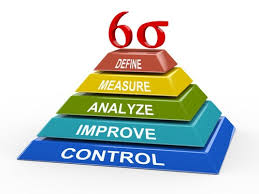 6σ
DEFINE
MEASURE
ANALYZE
IMPROVE
CONTROL